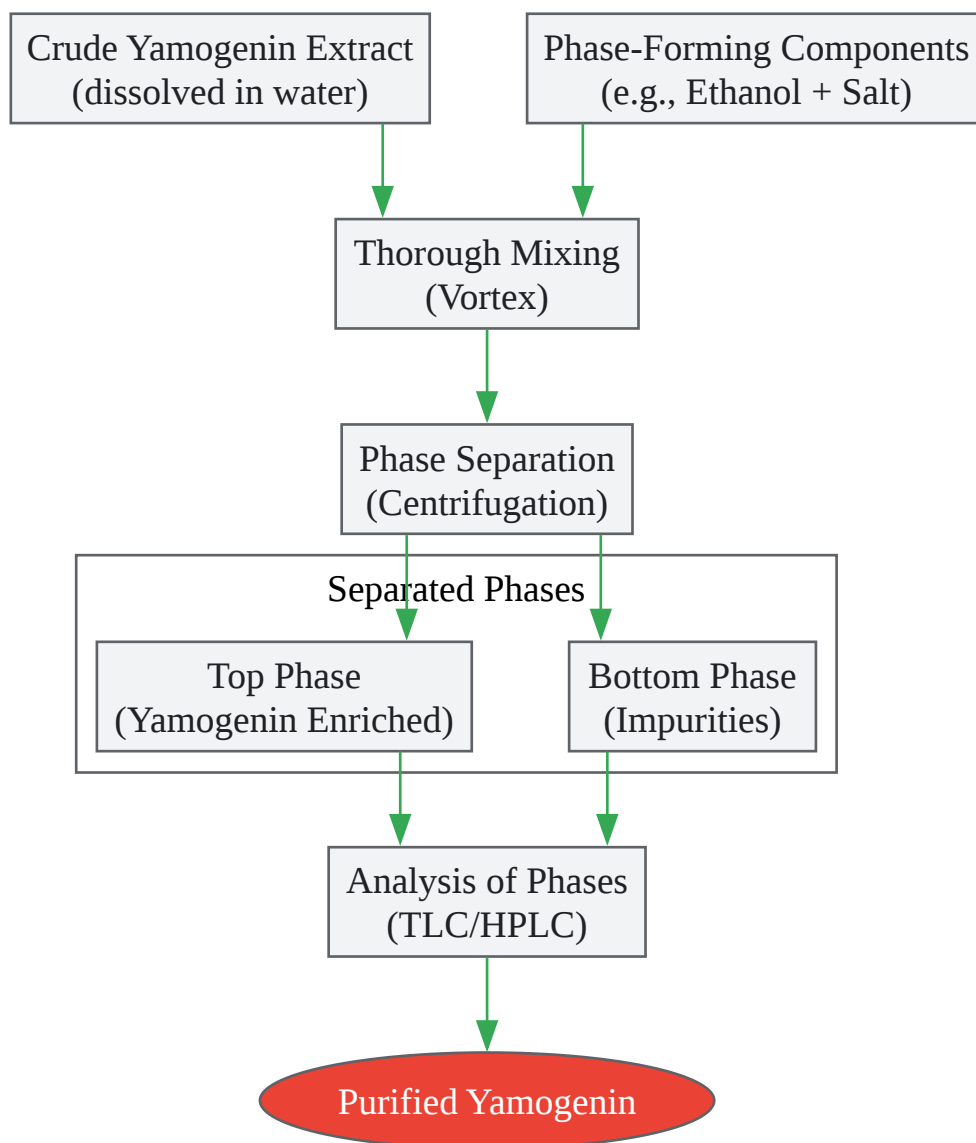 Crude Yamogenin Extract
(dissolved in water)
Phase-Forming Components
(e.g., Ethanol + Salt)
Thorough Mixing
(Vortex)
Phase Separation
(Centrifugation)
Separated Phases
Top Phase
(Yamogenin Enriched)
Bottom Phase
(Impurities)
Analysis of Phases
(TLC/HPLC)
Purified Yamogenin